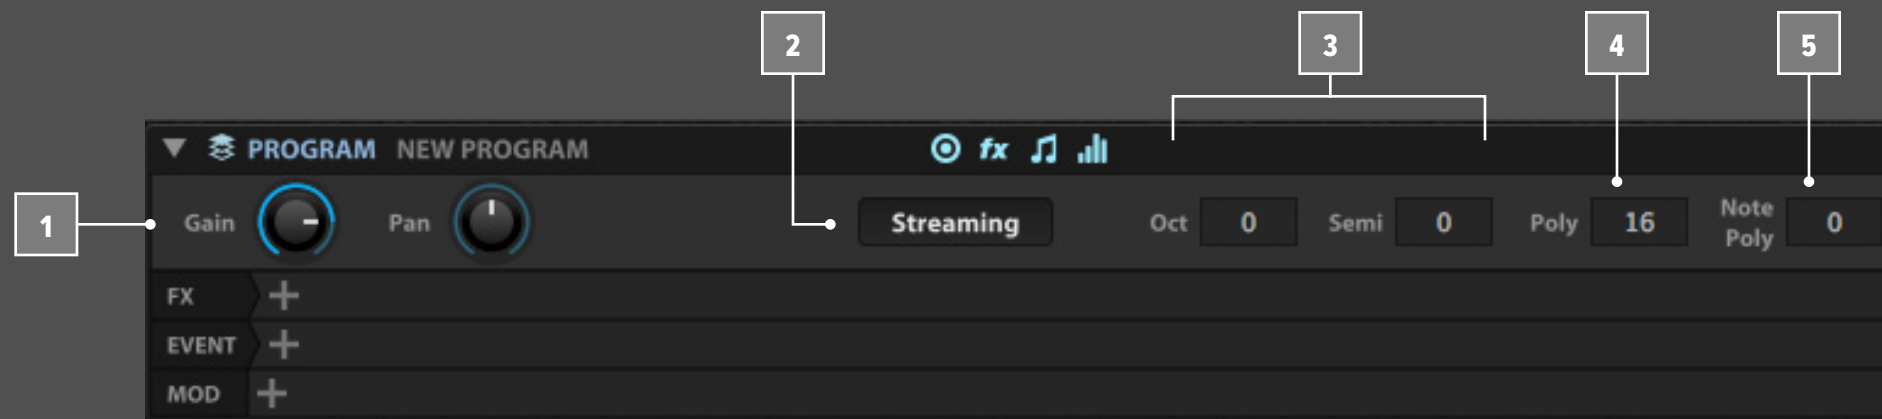 2 3 4 5
PROGRAM NEW PROGRAM fx
1 Gain Pan Streaming Oct 0 Semi 0 Poly 16 Note Poly 0
FX +
EVENT +
MOD +